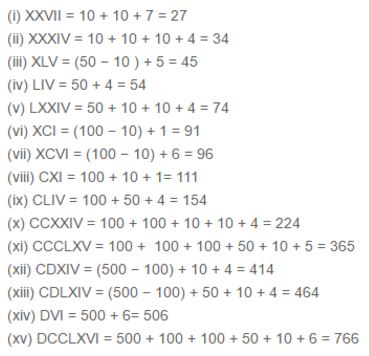 (i) XXVII = 10 + 10 + 7 = 27
(ii) XXXIV = 10 + 10 + 10 + 4 = 34
(iii) XLV = (50 − 10 ) + 5 = 45
(iv) LIV = 50 + 4 = 54
(v) LXXIV = 50 + 10 + 10 + 4 = 74
(vi) XCI = (100 − 10) + 1 = 91
(vii) XCVI = (100 − 10) + 6 = 96
(viii) CXI = 100 + 10 + 1= 111
(ix) CLIV = 100 + 50 + 4 = 154
(x) CCXXIV = 100 + 100 + 10 + 10 + 4 = 224
(xi) CCCLXV = 100 +  100 + 100 + 50 + 10 + 5 = 365
(xii) CDXIV = (500 − 100) + 10 + 4 = 414
(xiii) CDLXIV = (500 − 100) + 50 + 10 + 4 = 464
(xiv) DVI = 500 + 6= 506
(xv) DCCLXVI = 500 + 100 + 100 + 50 + 10 + 6 = 766